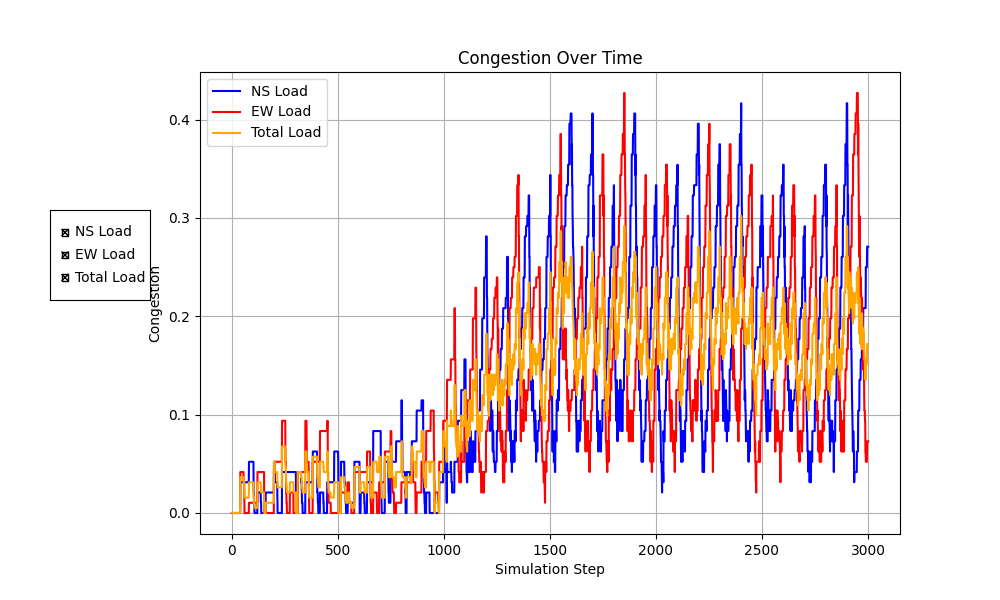 Congestion Over Time
NS Load
EW Load
Total Load
NS Load
EW Load
Total Load
Congestion
0.4
0.3
0.2
0.1
0.0
0
500
1000
1500
2000
2500
3000
Simulation Step